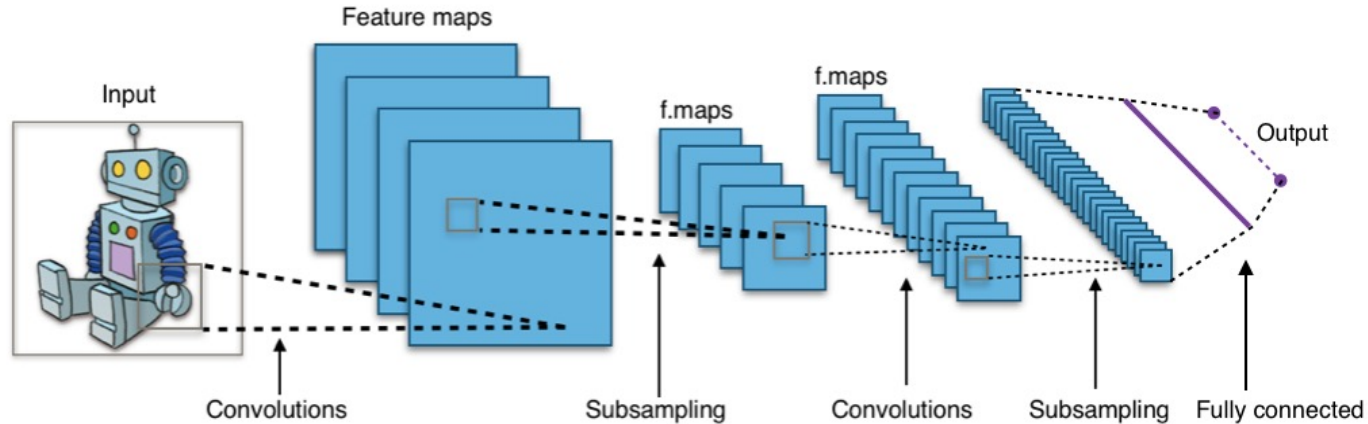 Feature maps
Input
f.maps
f.maps
Output
Convolutions
Subsampling
Convolutions
Subsampling
Fully connected